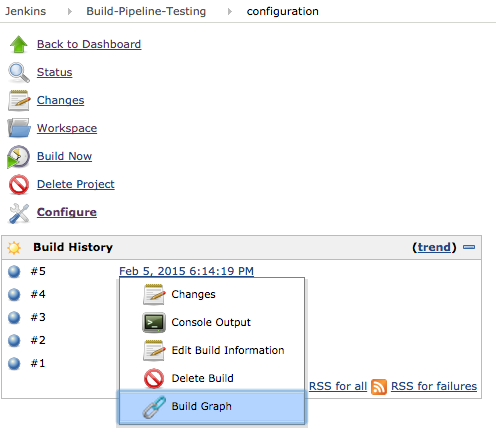 Jenkins Build-Pipeline-Testing configuration
Back to Dashboard
Status
Changes
Workspace
Build Now
Delete Project
Configure
Build History (trend)
#5 Feb 5, 2015 6:14:19 PM
#4
#3
#2
#1
Changes
Console Output
Edit Build Information
Delete Build
Build Graph
RSS for all RSS for failures